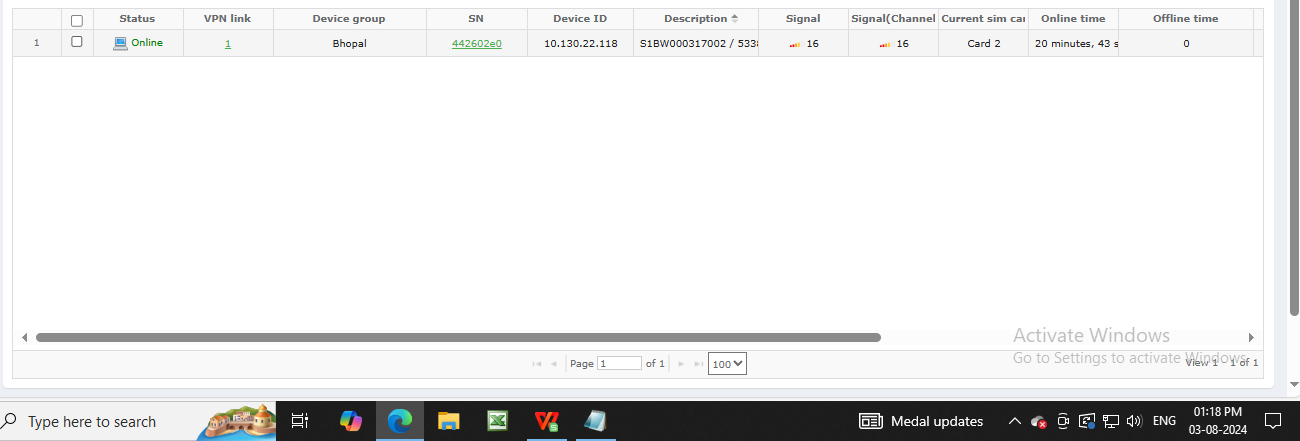 Status VPN link Device group SN Device ID Description Signal Signal(Channel Current sim car Online time Offline time
1 Online 1 Bhopal 442602e0 10.130.22.118 S1BW000317002 / 533 16 16 Card 2 20 minutes, 43 s 0
Activate Windows
Go to Settings to activate Windows.
Page 1 of 1 100 View 1 - 1 of 1
Type here to search Medal updates ENG 01:18 PM
03-08-2024